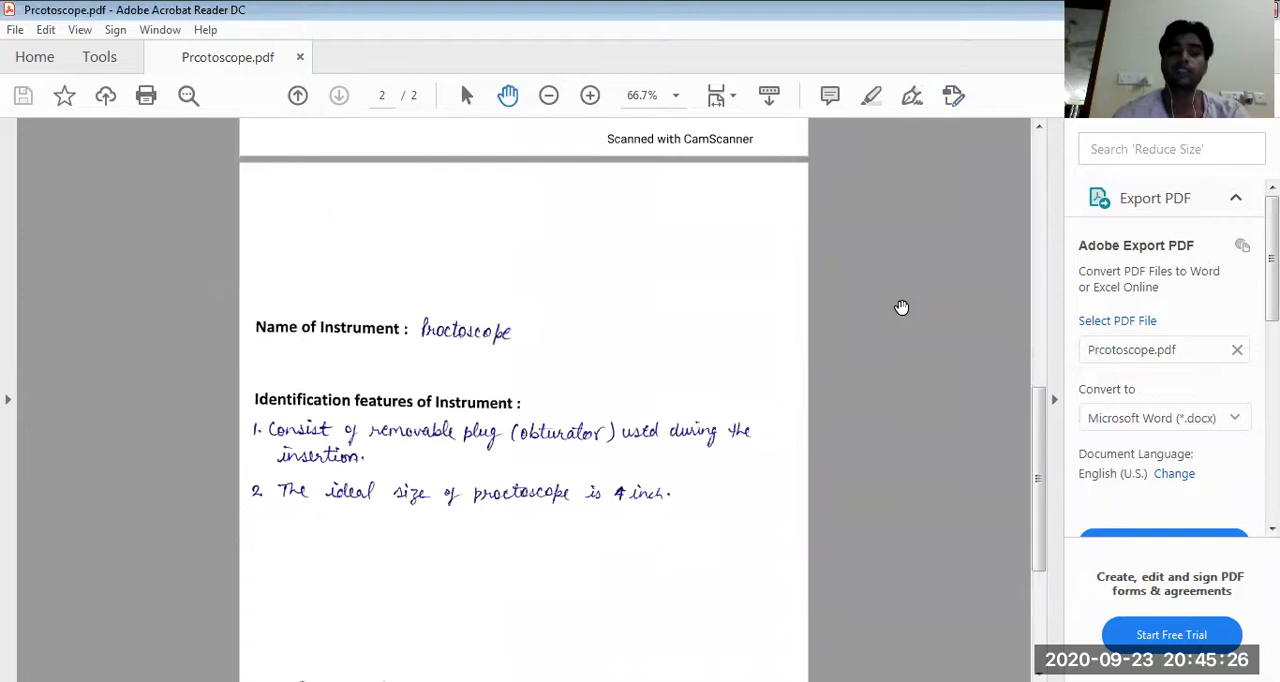 Prcotoscope.pdf - Adobe Acrobat Reader DC
File Edit View Sign Window Help
Home Tools Prcotoscope.pdf ×
2 / 2 66.7%
Scanned with CamScanner
Name of Instrument : Proctoscope
Identification features of Instrument :
1. Consist of removable plug (obturator) used during the
insertion.
2. The ideal size of proctoscope is 4 inch.
Search 'Reduce Size'
Export PDF
Adobe Export PDF
Convert PDF Files to Word
or Excel Online
Select PDF File
Prcotoscope.pdf
Convert to
Microsoft Word (*.docx)
Document Language:
English (U.S.) Change
Create, edit and sign PDF
forms & agreements
Start Free Trial
2020-09-23 20:45:26